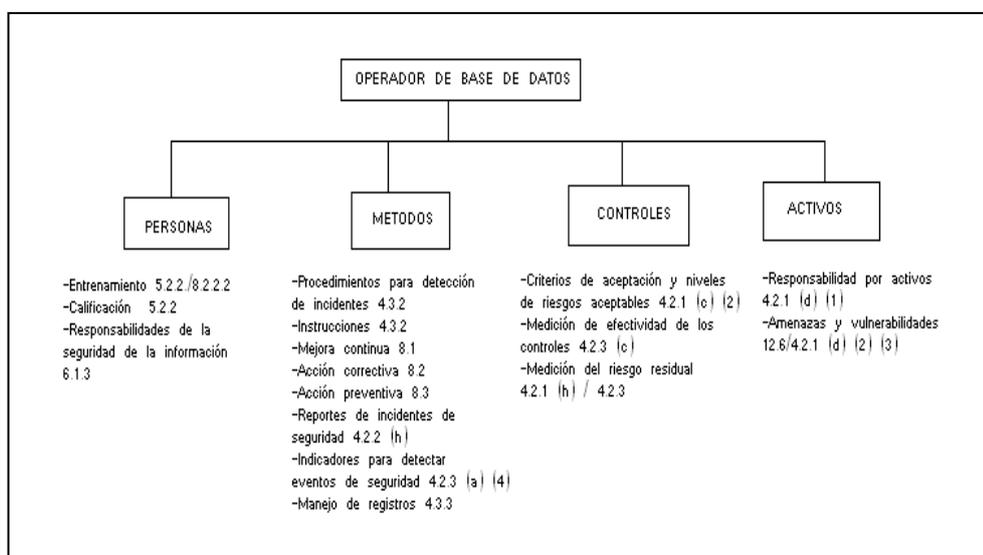 OPERADOR DE BASE DE DATOS
PERSONAS
-Entrenamiento 5.2.2./8.2.2.2
-Calificación 5.2.2
-Responsabilidades de la
seguridad de la información
6.1.3
METODOS
-Procedimientos para detección
de incidentes 4.3.2
-Instrucciones 4.3.2
-Mejora continua 8.1
-Acción correctiva 8.2
-Acción preventiva 8.3
-Reportes de incidentes de
seguridad 4.2.2 (h)
-Indicadores para detectar
eventos de seguridad 4.2.3 (a) (4)
-Manejo de registros 4.3.3
CONTROLES
-Criterios de aceptación y niveles
de riesgos aceptables 4.2.1 (c) (2)
-Medición de efectividad de los
controles 4.2.3 (c)
-Medición del riesgo residual
4.2.1 (h) / 4.2.3
ACTIVOS
-Responsabilidad por activos
4.2.1 (d) (1)
-Amenazas y vulnerabilidades
12.6/4.2.1 (d) (2) (3)